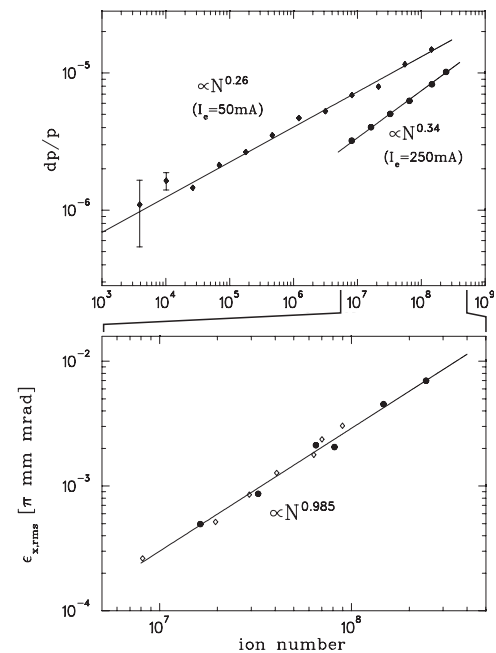 10⁻⁵
10⁻⁶
dp/p
∝N^0.26
(I_e=50mA)
∝N^0.34
(I_e=250mA)
10³ 10⁴ 10⁵ 10⁶ 10⁷ 10⁸ 10⁹
10⁻²
10⁻³
10⁻⁴
ϵ_x,rms [π mm mrad]
∝N^0.985
10⁷ 10⁸
ion number